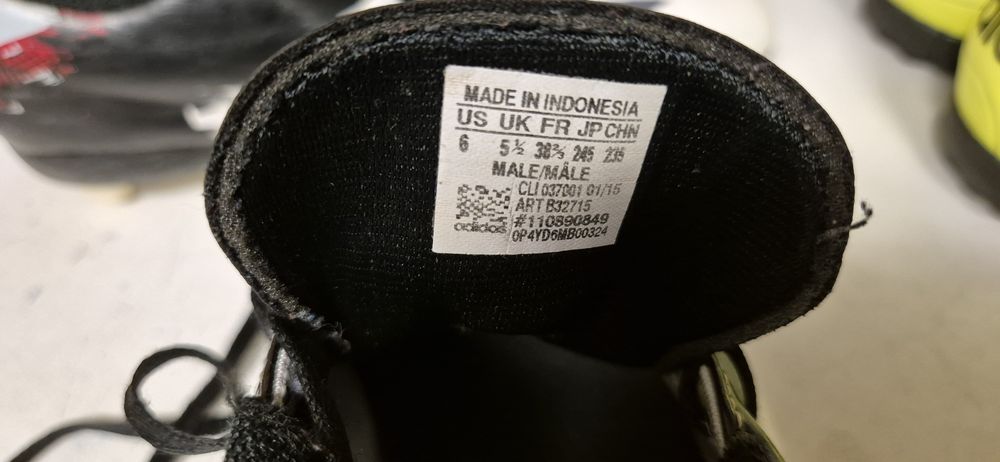 MADE IN INDONESIA
US UK FR JP CHN
6 5½ 38⅔ 245 235
MALE/MÂLE
CLI 037001 01/15
ART B32715
#110890849
adidas 0P4YD6MB00324